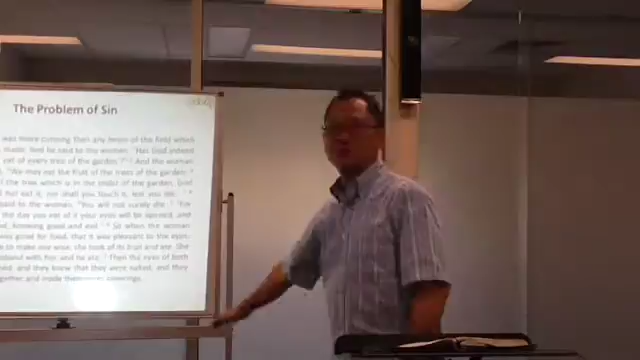 The Problem of Sin
was more cunning than any beast of the field which
made. And he said to the woman, "Has God indeed
eat of every tree of the garden'?" And the woman
"We may eat the fruit of the trees of the garden;
the tree which is in the midst of the garden, God
not eat it, nor shall you touch it, lest you die.
said to the woman, "You will not surely die. For
the day you eat of it your eyes will be opened, and
knowing good and evil." So when the woman
was good for food, that it was pleasant to the eyes,
to make one wise, she took of its fruit and ate. She
husband with her, and he ate. Then the eyes of both
and they knew that they were naked; and they
together and made themselves coverings.